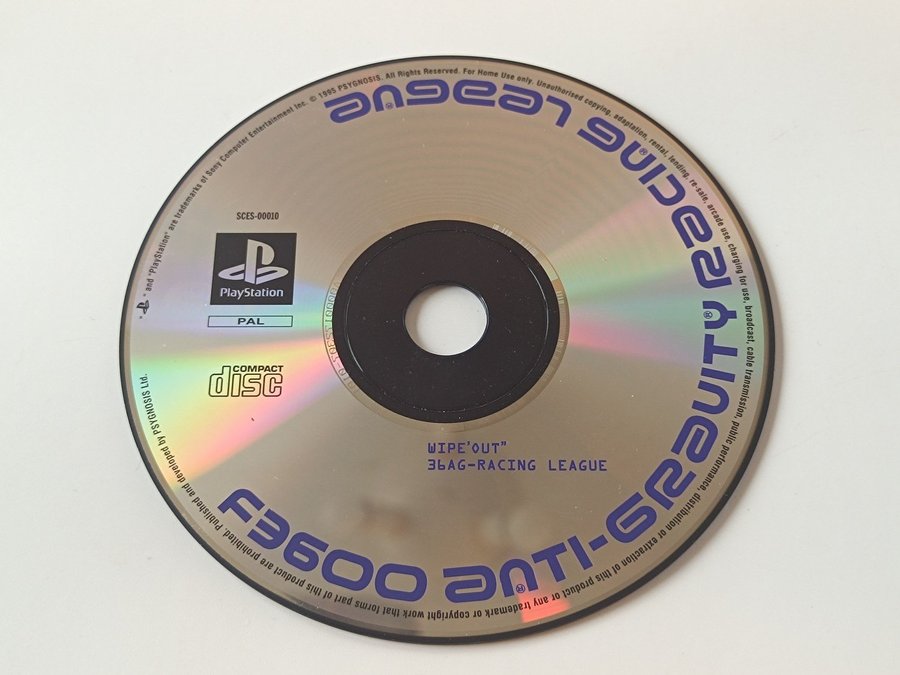 SCES-00010
PlayStation
PAL
COMPACT
disc
WIPE'OUT"
36AG-RACING LEAGUE
F3600 ANTI-GRAVITY® RACING® LEAGUE®
" and "PlayStation" are trademarks of Sony Computer Entertainment Inc. © 1995 PSYGNOSIS. All Rights Reserved. For Home Use only. Unauthorised copying, adaptation, rental, lending, re-sale, arcade use, charging for use, broadcast, cable transmission, public performance, distribution or extraction of this product or any trademark or copyright work that forms part of this product are prohibited. Published and developed by PSYGNOSIS Ltd.